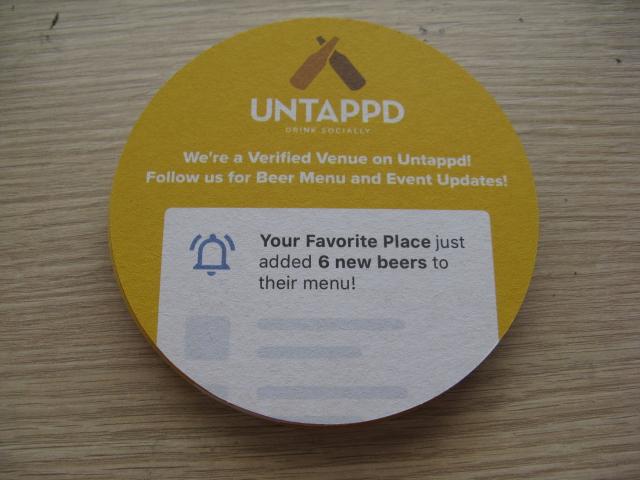 UNTAPPD
DRINK SOCIALLY
We're a Verified Venue on Untappd!
Follow us for Beer Menu and Event Updates!
Your Favorite Place just
added 6 new beers to
their menu!